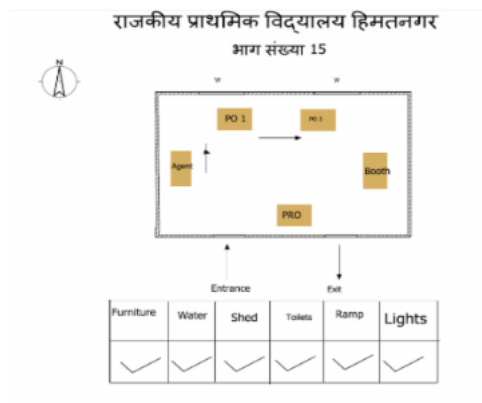 राजकीय प्राथमिक विद्यालय हिमतनगर
भाग संख्या 15
N
W W
PO 1 PO 2
Agent Booth
PRO
Entrance Exit
Furniture Water Shed Toilets Ramp Lights